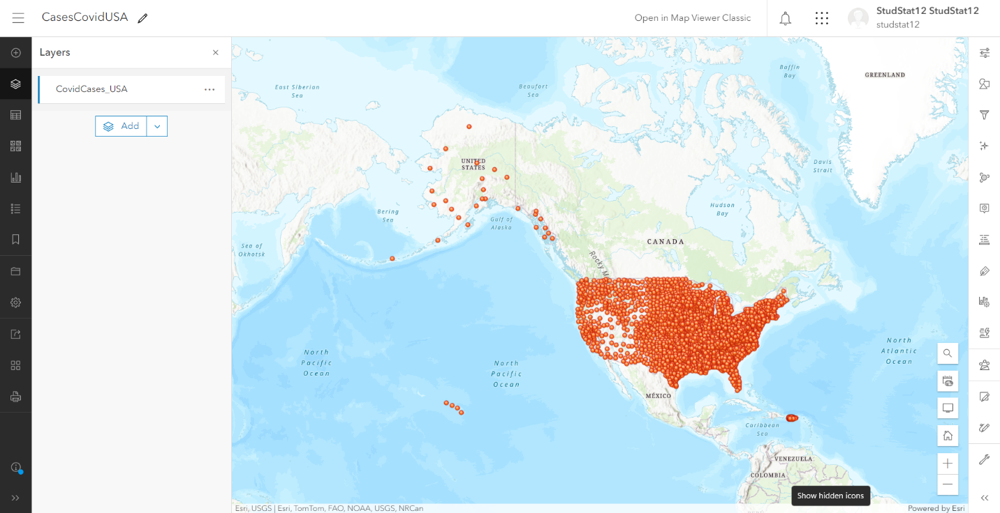 CasesCovidUSA
Open in Map Viewer Classic
StudStat12 StudStat12
studstat12
Layers
CovidCases_USA
Add
East Siberian
Sea
Beaufort
Sea
Baffin
Bay
GREENLAND
UNITED
STATES
Davis
Strait
Bering
Sea
Gulf of
Alaska
Hudson
Bay
Sea of
Okhotsk
CANADA
Rocky M
North
Pacific
Ocean
North
Pacific
Ocean
North
Atlantic
Ocean
MÉXICO
Caribbean
Sea
VENEZUELA
COLOMBIA
Show hidden icons
Esri, USGS | Esri, TomTom, FAO, NOAA, USGS, NRCan
Powered by Esri